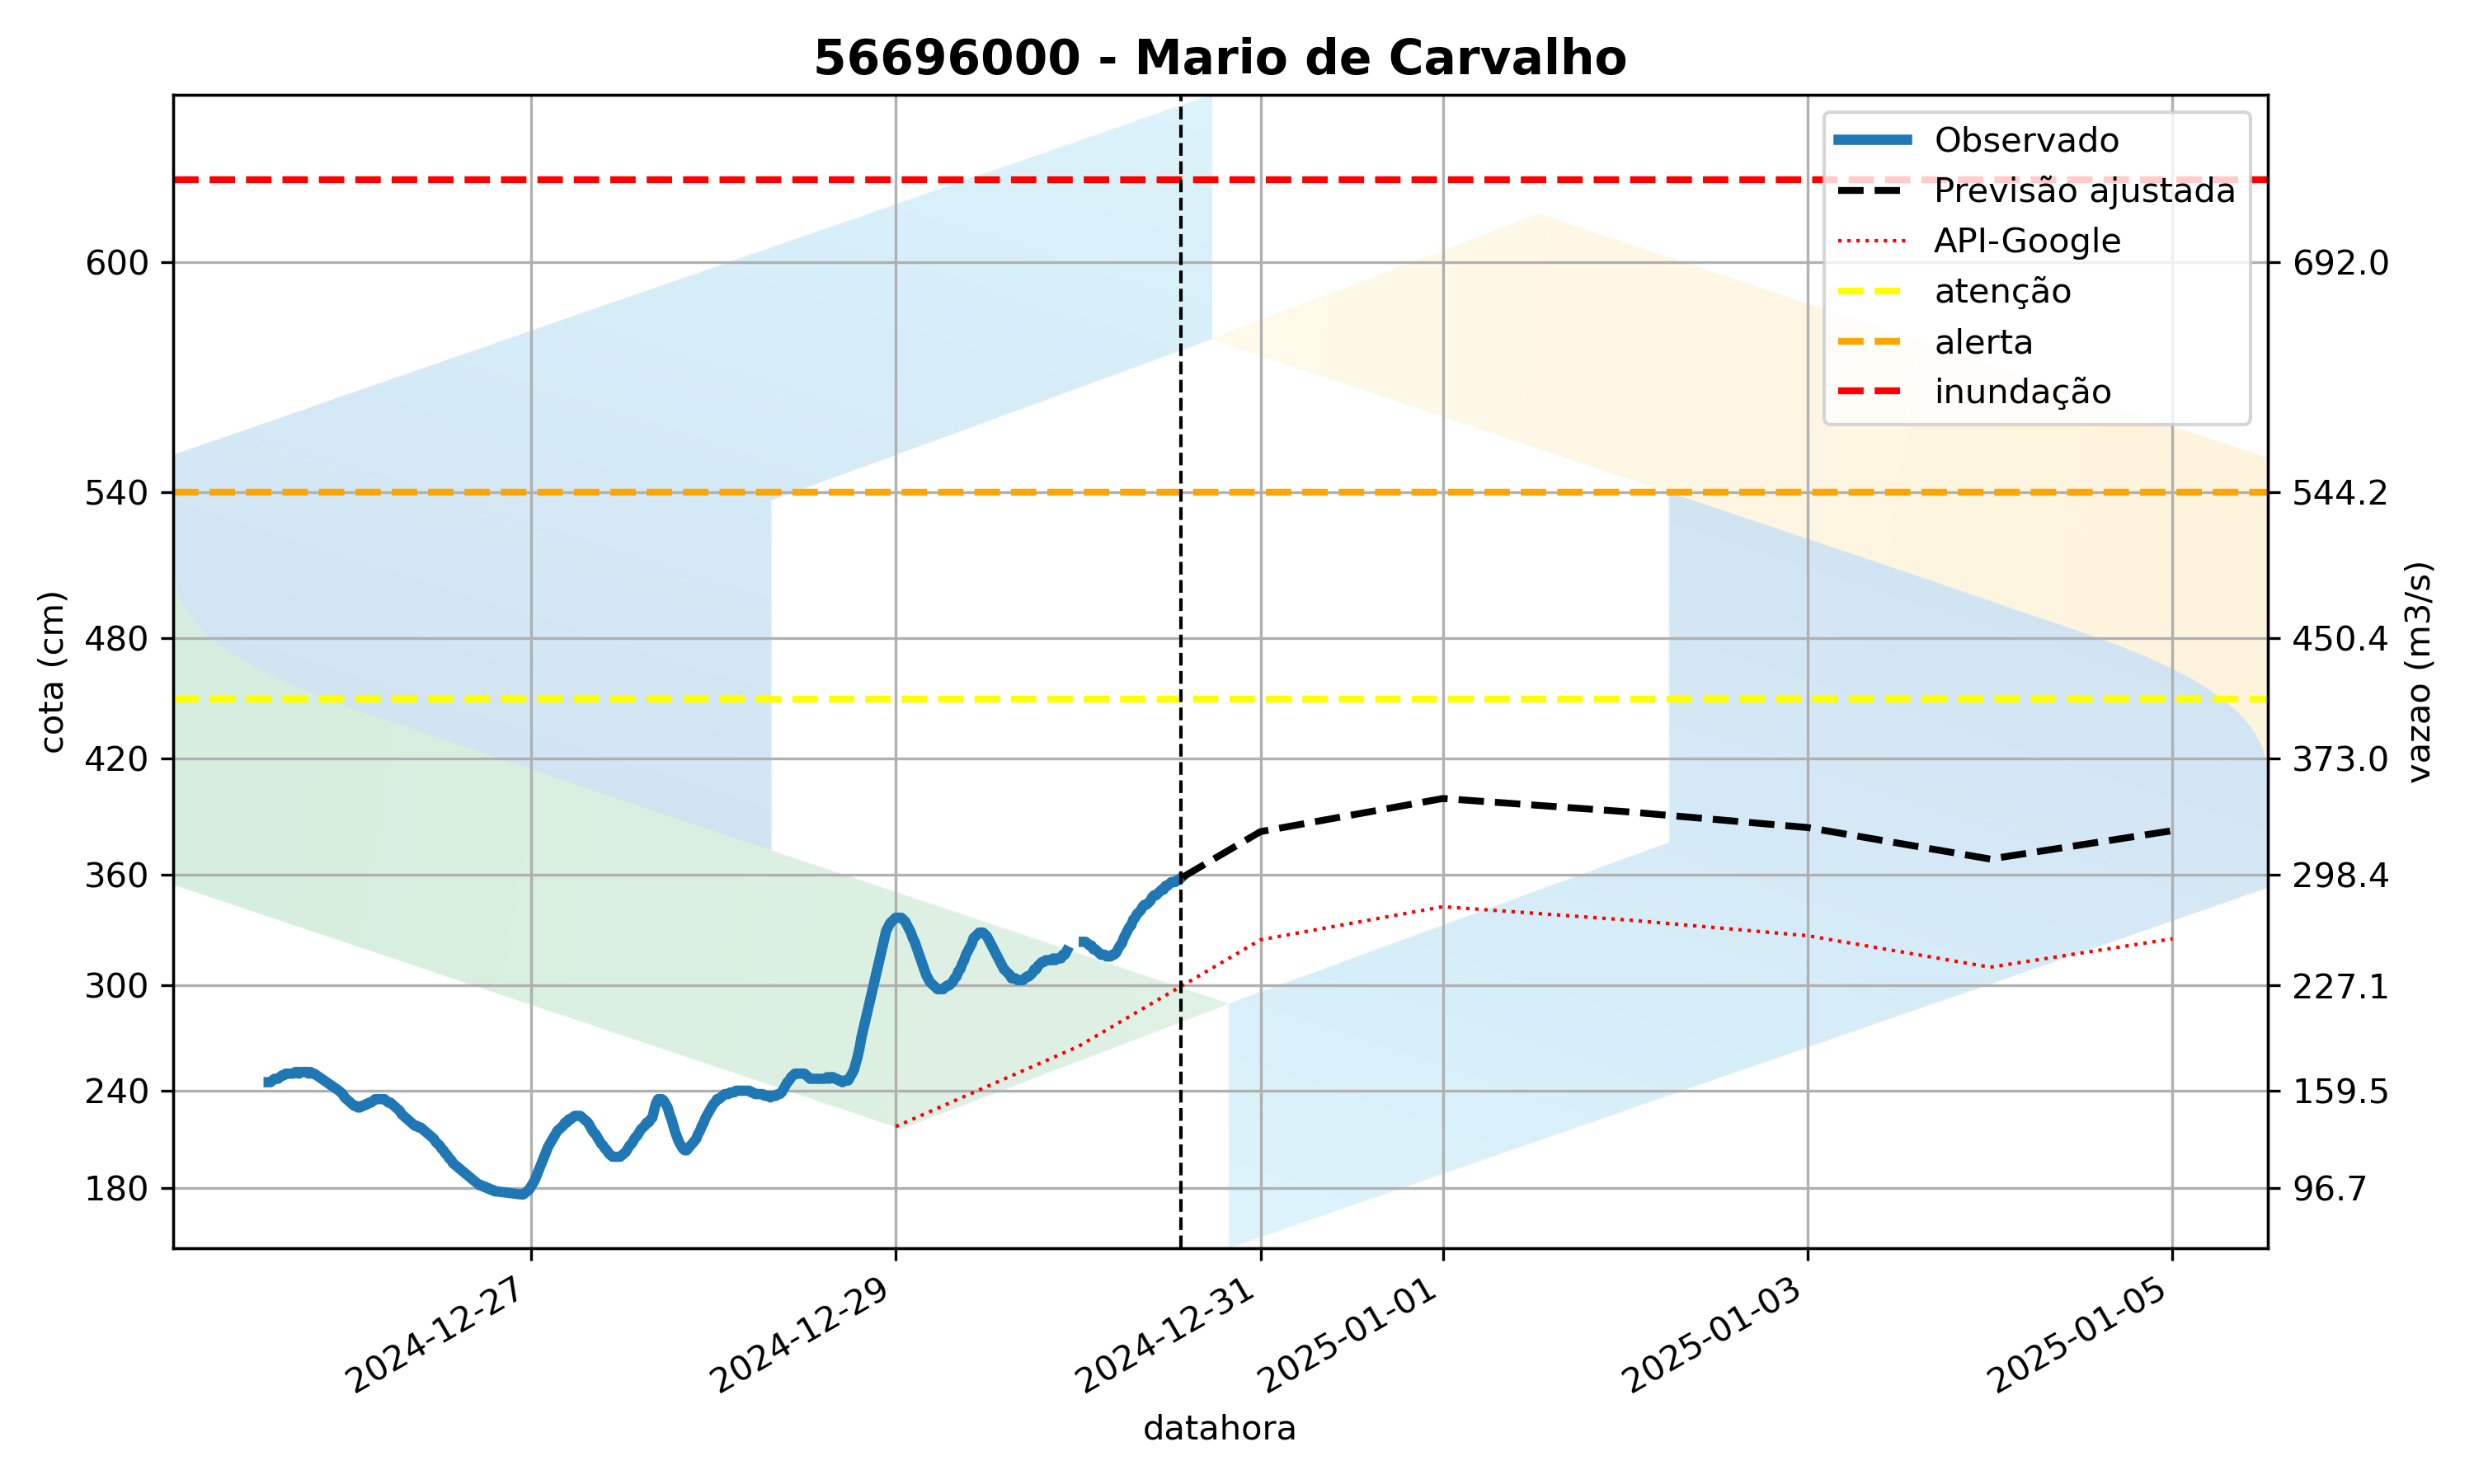 56696000 - Mario de Carvalho
Observado
Previsão ajustada
API-Google
atenção
alerta
inundação
cota (cm)
600
540
480
420
360
300
240
180
692.0
544.2
450.4
373.0
298.4
227.1
159.5
96.7
vazao (m3/s)
2024-12-27
2024-12-29
2024-12-31
2025-01-01
2025-01-03
2025-01-05
datahora